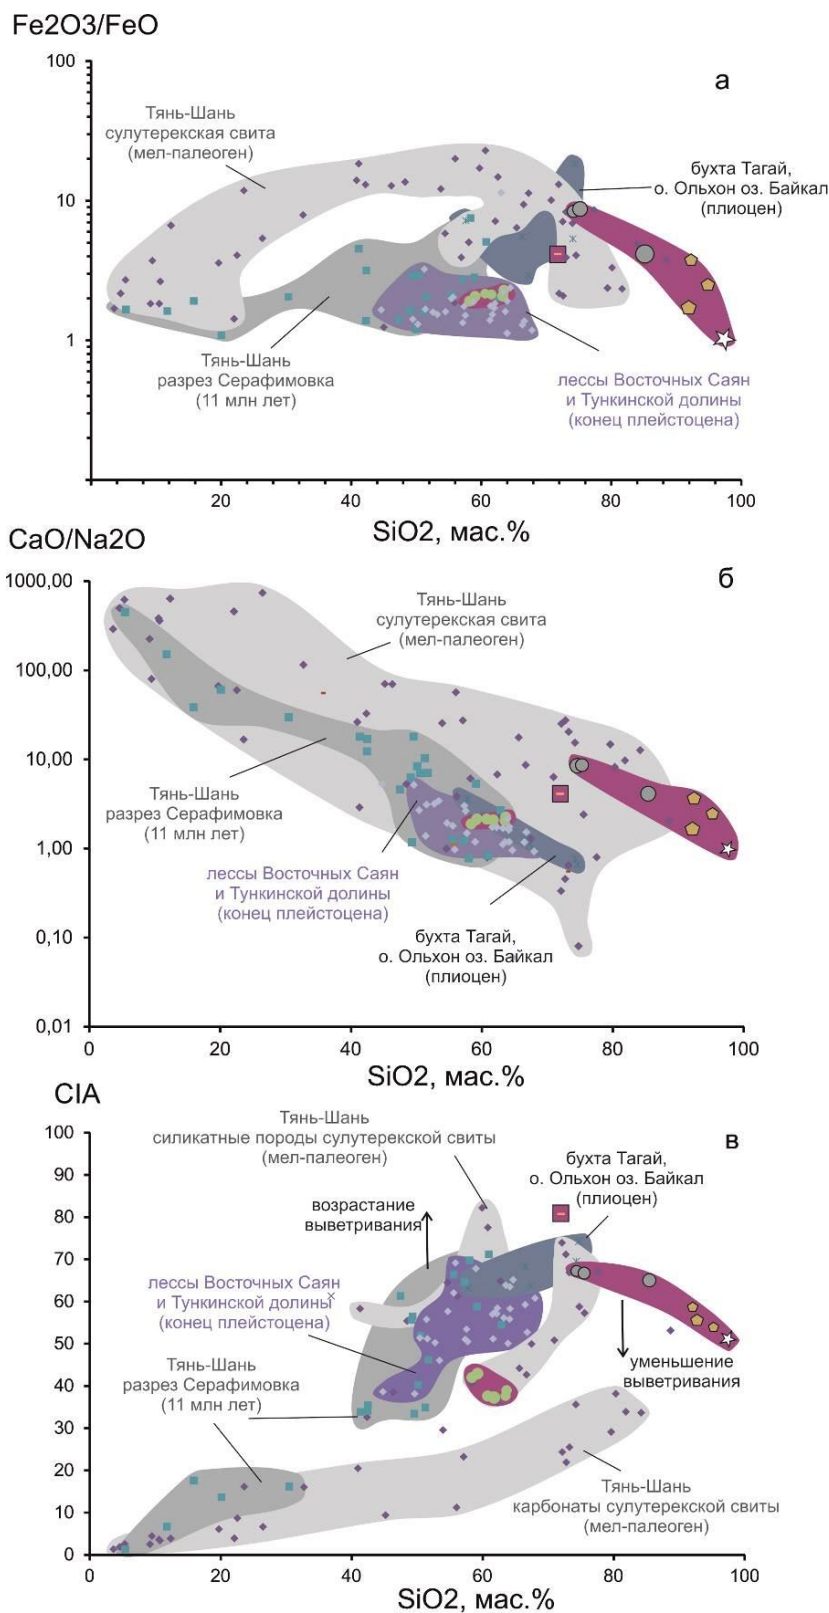 Fe2O3/FeO
100
а
Тянь-Шань
сулутерекская свита
(мел-палеоген)
бухта Тагай,
о. Ольхон оз. Байкал
(плиоцен)
10
1
Тянь-Шань
разрез Серафимовка
(11 млн лет)
лессы Восточных Саян
и Тункинской долины
(конец плейстоцена)
20 40 60 80 100
SiO2, мас.%
CaO/Na2O
1000,00
б
Тянь-Шань
сулутерекская свита
(мел-палеоген)
100,00
10,00
Тянь-Шань
разрез Серафимовка
(11 млн лет)
1,00
лессы Восточных Саян
и Тункинской долины
(конец плейстоцена)
бухта Тагай,
о. Ольхон оз. Байкал
(плиоцен)
0,10
0,01
0 20 40 60 80 100
SiO2, мас.%
CIA
100
в
Тянь-Шань
силикатные породы сулутерекской свиты
(мел-палеоген)
бухта Тагай,
о. Ольхон оз. Байкал
(плиоцен)
90
возрастание
выветривания
80
70
лессы Восточных Саян
и Тункинской долины
(конец плейстоцена)
60
50
уменьшение
выветривания
Тянь-Шань
разрез Серафимовка
(11 млн лет)
40
30
20
Тянь-Шань
карбонаты сулутерекской свиты
(мел-палеоген)
10
0
0 20 40 60 80 100
SiO2, мас.%